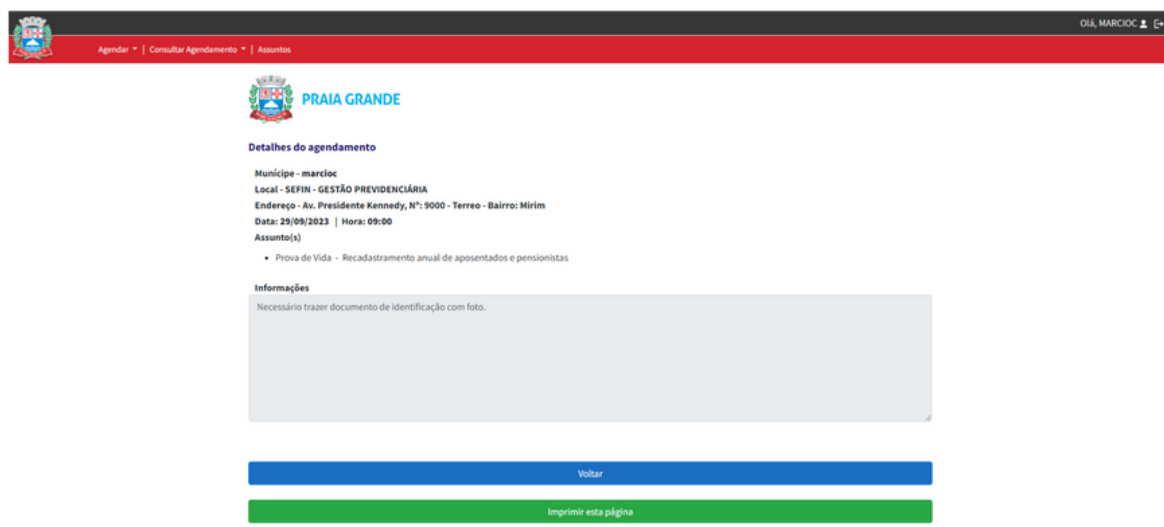 Olá, MARCIOC
Agendar | Consultar Agendamento | Assuntos
PRAIA GRANDE
Detalhes do agendamento
Munícipe - marcioc
Local - SEFIN - GESTÃO PREVIDENCIÁRIA
Endereço - Av. Presidente Kennedy, Nº: 9000 - Terreo - Bairro: Mirim
Data: 29/09/2023 | Hora: 09:00
Assunto(s)
• Prova de Vida - Recadastramento anual de aposentados e pensionistas
Informações
Necessário trazer documento de identificação com foto.
Voltar
Imprimir esta página